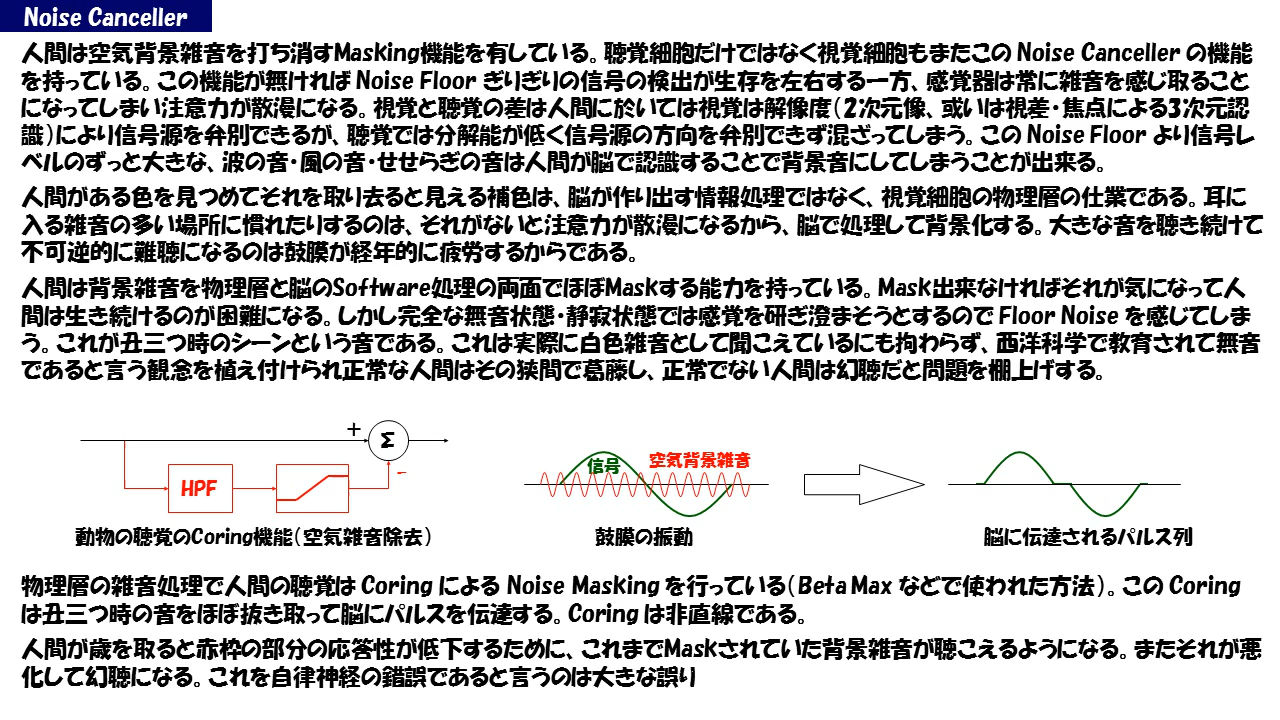 Noise Canceller
人間は空気背景雑音を打ち消すMasking機能を有している。聴覚細胞だけではなく視覚細胞もまたこの Noise Canceller の機能
を持っている。この機能が無ければ Noise Floor ぎりぎりの信号の検出が生存を左右する一方、感覚器は常に雑音を感じ取ること
になってしまい注意力が散漫になる。視覚と聴覚の差は人間に於いては視覚は解像度（2次元像、或いは視差・焦点による3次元認
識）により信号源を弁別できるが、聴覚では分解能が低く信号源の方向を弁別できず混ざってしまう。この Noise Floor より信号レ
ベルのずっと大きな、波の音・風の音・せせらぎの音は人間が脳で認識することで背景音にしてしまうことが出来る。
人間がある色を見つめてそれを取り去ると見える補色は、脳が作り出す情報処理ではなく、視覚細胞の物理層の仕業である。耳に
入る雑音の多い場所に慣れたりするのは、それがないと注意力が散漫になるから、脳で処理して背景化する。大きな音を聴き続けて
不可逆的に難聴になるのは鼓膜が経年的に疲労するからである。
人間は背景雑音を物理層と脳のSoftware処理の両面でほぼMaskする能力を持っている。Mask出来なければそれが気になって人
間は生き続けるのが困難になる。しかし完全な無音状態・静寂状態では感覚を研ぎ澄まそうとするので Floor Noise を感じてしま
う。これが丑三つ時のシーンという音である。これは実際に白色雑音として聞こえているにも拘わらず、西洋科学で教育されて無音
であると言う観念を植え付けられ正常な人間はその狭間で葛藤し、正常でない人間は幻聴だと問題を棚上げする。
+
Σ
-
HPF
信号
空気背景雑音
動物の聴覚のCoring機能（空気雑音除去）
鼓膜の振動
脳に伝達されるパルス列
物理層の雑音処理で人間の聴覚は Coring による Noise Masking を行っている（Beta Max などで使われた方法）。この Coring
は丑三つ時の音をほぼ抜き取って脳にパルスを伝達する。Coring は非直線である。
人間が歳を取ると赤枠の部分の応答性が低下するために、これまでMaskされていた背景雑音が聴こえるようになる。またそれが悪
化して幻聴になる。これを自律神経の錯誤であると言うのは大きな誤り